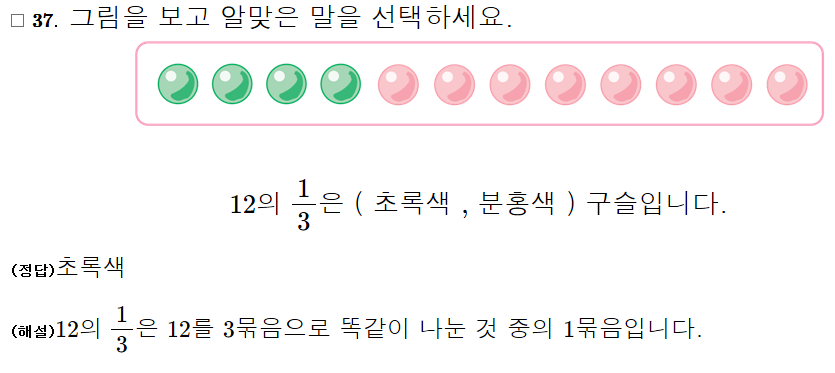 □ 37. 그림을 보고 알맞은 말을 선택하세요.
12의 1/3은 ( 초록색 , 분홍색 ) 구슬입니다.
(정답)초록색
(해설)12의 1/3은 12를 3묶음으로 똑같이 나눈 것 중의 1묶음입니다.